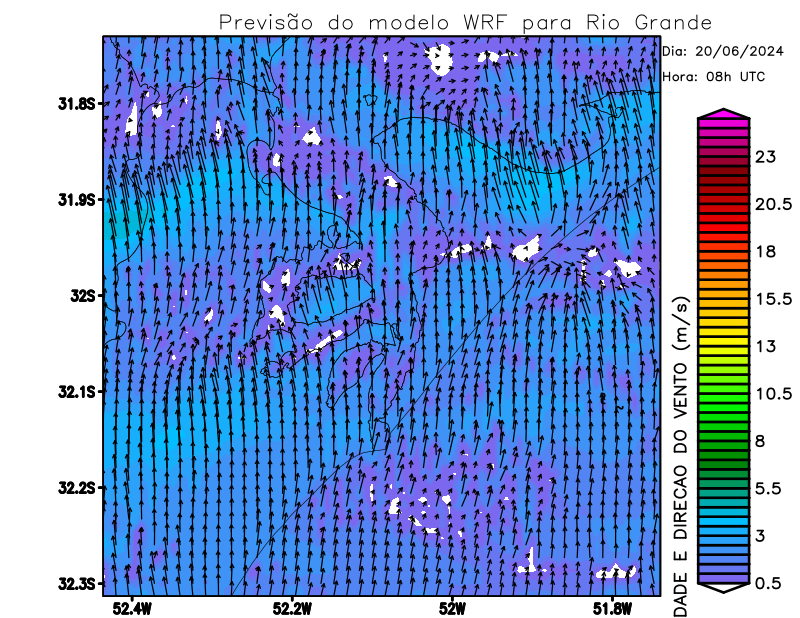 Previsão do modelo WRF para Rio Grande
Dia: 20/06/2024
Hora: 08h UTC
31.8S
31.9S
32S
32.1S
32.2S
32.3S
52.4W
52.2W
52W
51.8W
23
20.5
18
15.5
13
10.5
8
5.5
3
0.5
DADE E DIRECAO DO VENTO (m/s)